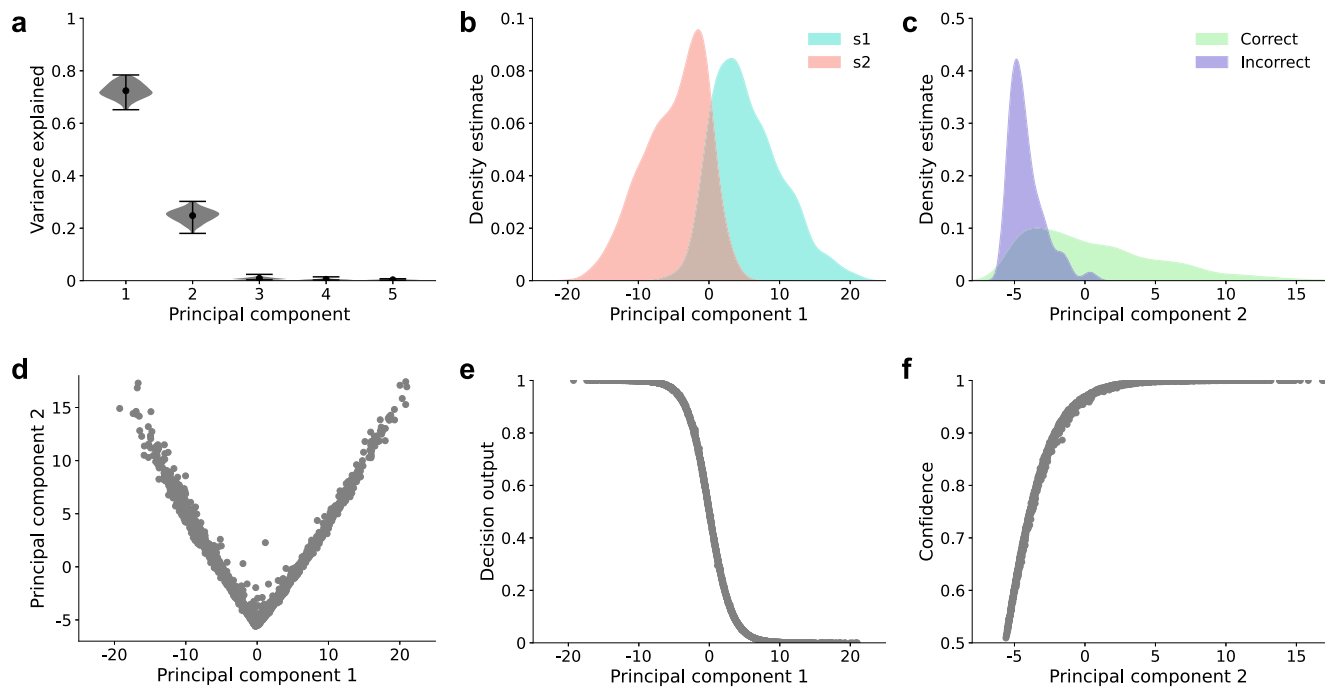 a
1
0.8
0.6
0.4
0.2
0
Variance explained
1 2 3 4 5
Principal component
b
0.1
0.08
0.06
0.04
0.02
0
Density estimate
s1
s2
-20 -10 0 10 20
Principal component 1
c
0.5
0.4
0.3
0.2
0.1
0
Density estimate
Correct
Incorrect
-5 0 5 10 15
Principal component 2
d
15
10
5
0
-5
Principal component 2
-20 -10 0 10 20
Principal component 1
e
1
0.8
0.6
0.4
0.2
0
Decision output
-20 -10 0 10 20
Principal component 1
f
1
0.9
0.8
0.7
0.6
0.5
Confidence
-5 0 5 10 15
Principal component 2